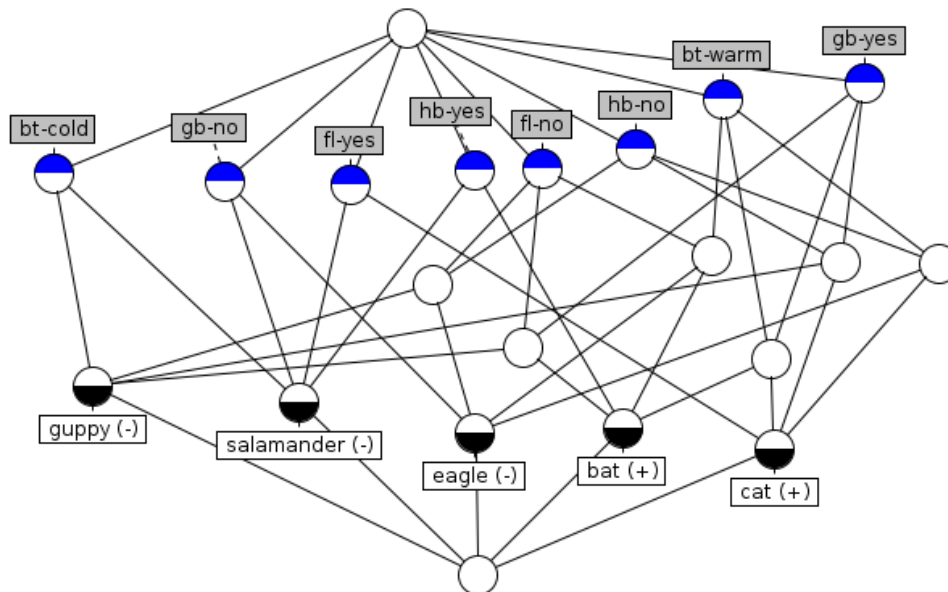 gb-yes
bt-warm
hb-yes
hb-no
bt-cold
gb-no
fl-yes
fl-no
guppy (-)
salamander (-)
eagle (-)
bat (+)
cat (+)